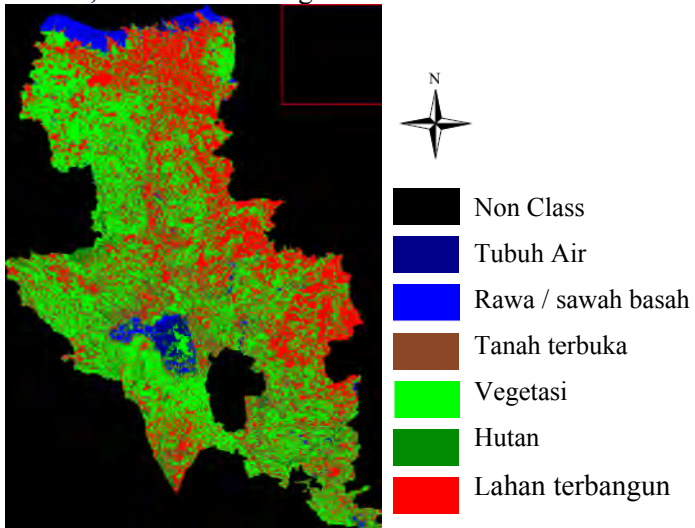 N
Non Class
Tubuh Air
Rawa / sawah basah
Tanah terbuka
Vegetasi
Hutan
Lahan terbangun